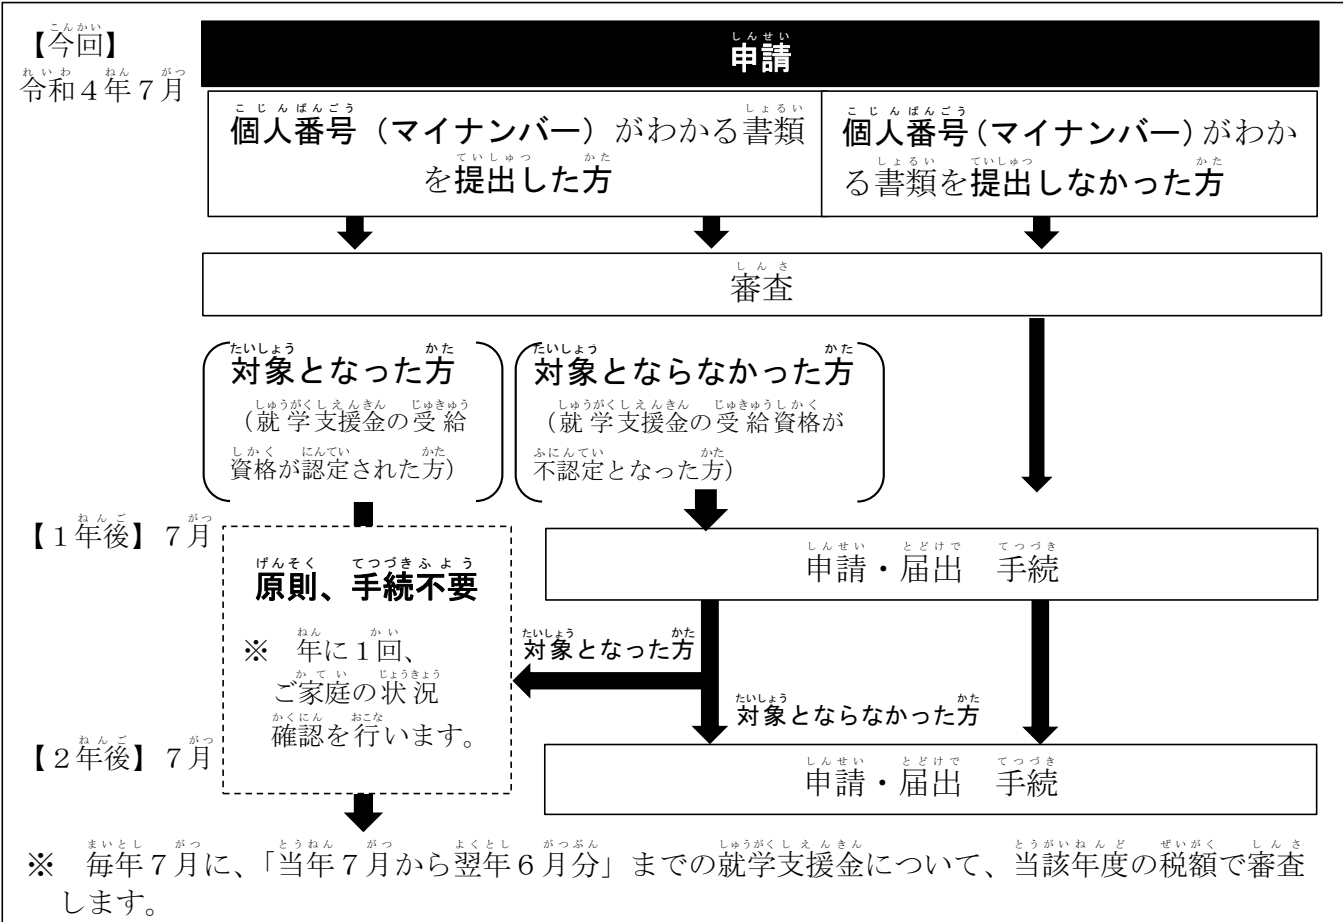 【今回】
令和４年７月
申請
個人番号（マイナンバー）がわかる書類
を提出した方
個人番号（マイナンバー）がわか
る書類を提出しなかった方
審査
対象となった方
（就学支援金の受給
資格が認定された方）
対象とならなかった方
（就学支援金の受給資格が
不認定となった方）
【１年後】７月
原則、手続不要
※　年に１回、
ご家庭の状況
確認を行います。
申請・届出　手続
対象となった方
対象とならなかった方
【２年後】７月
申請・届出　手続
※　毎年７月に、「当年７月から翌年６月分」までの就学支援金について、当該年度の税額で審査
します。